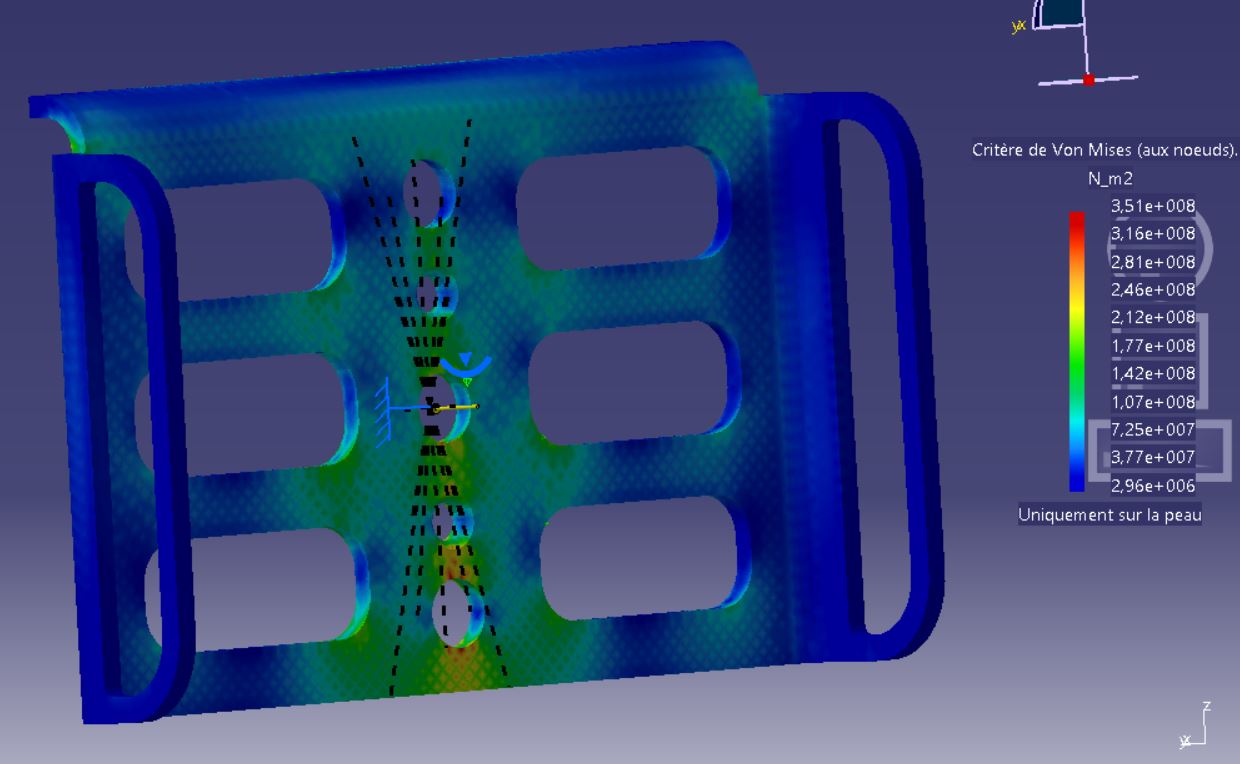 yx
Critère de Von Mises (aux noeuds).
N_m2
3,51e+008
3,16e+008
2,81e+008
2,46e+008
2,12e+008
1,77e+008
1,42e+008
1,07e+008
7,25e+007
3,77e+007
2,96e+006
Uniquement sur la peau
z
yx